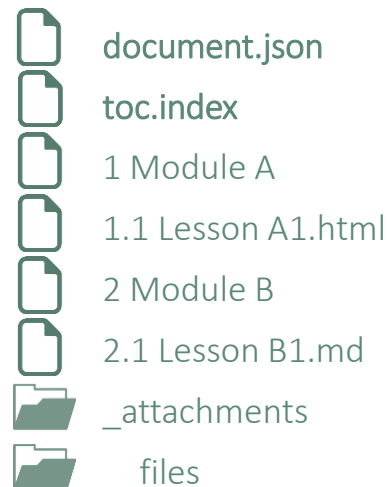 document.json
toc.index
1 Module A
1.1 Lesson A1.html
2 Module B
2.1 Lesson B1.md
_attachments
files